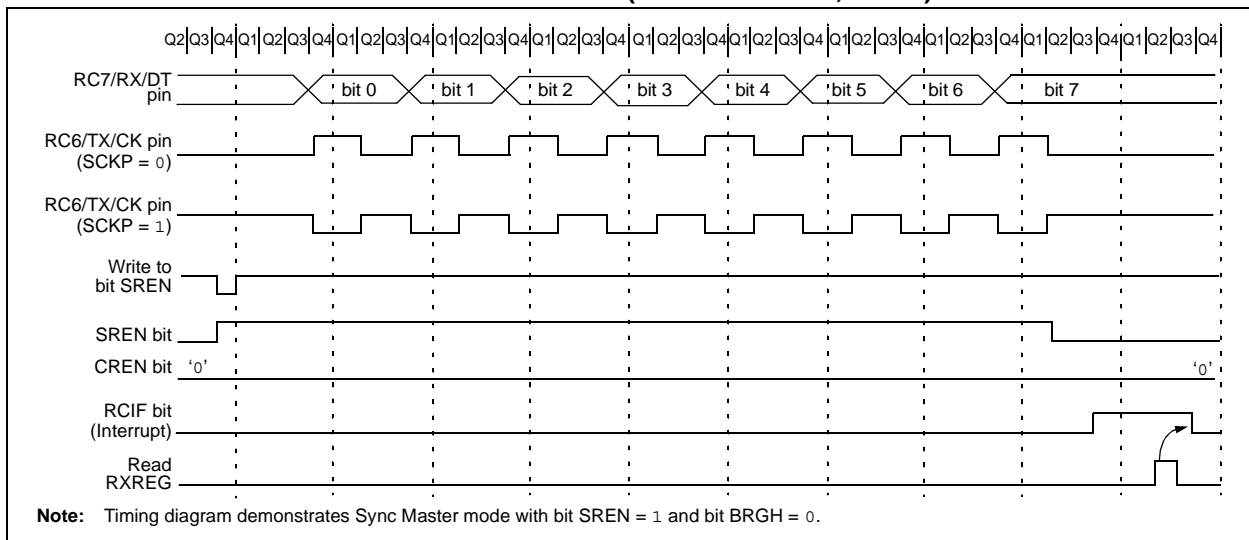 Q2 Q3 Q4 Q1 Q2 Q3 Q4 Q1 Q2 Q3 Q4 Q1 Q2 Q3 Q4 Q1 Q2 Q3 Q4 Q1 Q2 Q3 Q4 Q1 Q2 Q3 Q4 Q1 Q2 Q3 Q4 Q1 Q2 Q3 Q4 Q1 Q2 Q3 Q4 Q1 Q2 Q3 Q4
RC7/RX/DT
pin
bit 0 bit 1 bit 2 bit 3 bit 4 bit 5 bit 6 bit 7
RC6/TX/CK pin
(SCKP = 0)
RC6/TX/CK pin
(SCKP = 1)
Write to
bit SREN
SREN bit
CREN bit ‘0’ ‘0’
RCIF bit
(Interrupt)
Read
RXREG
Note: Timing diagram demonstrates Sync Master mode with bit SREN = 1 and bit BRGH = 0.